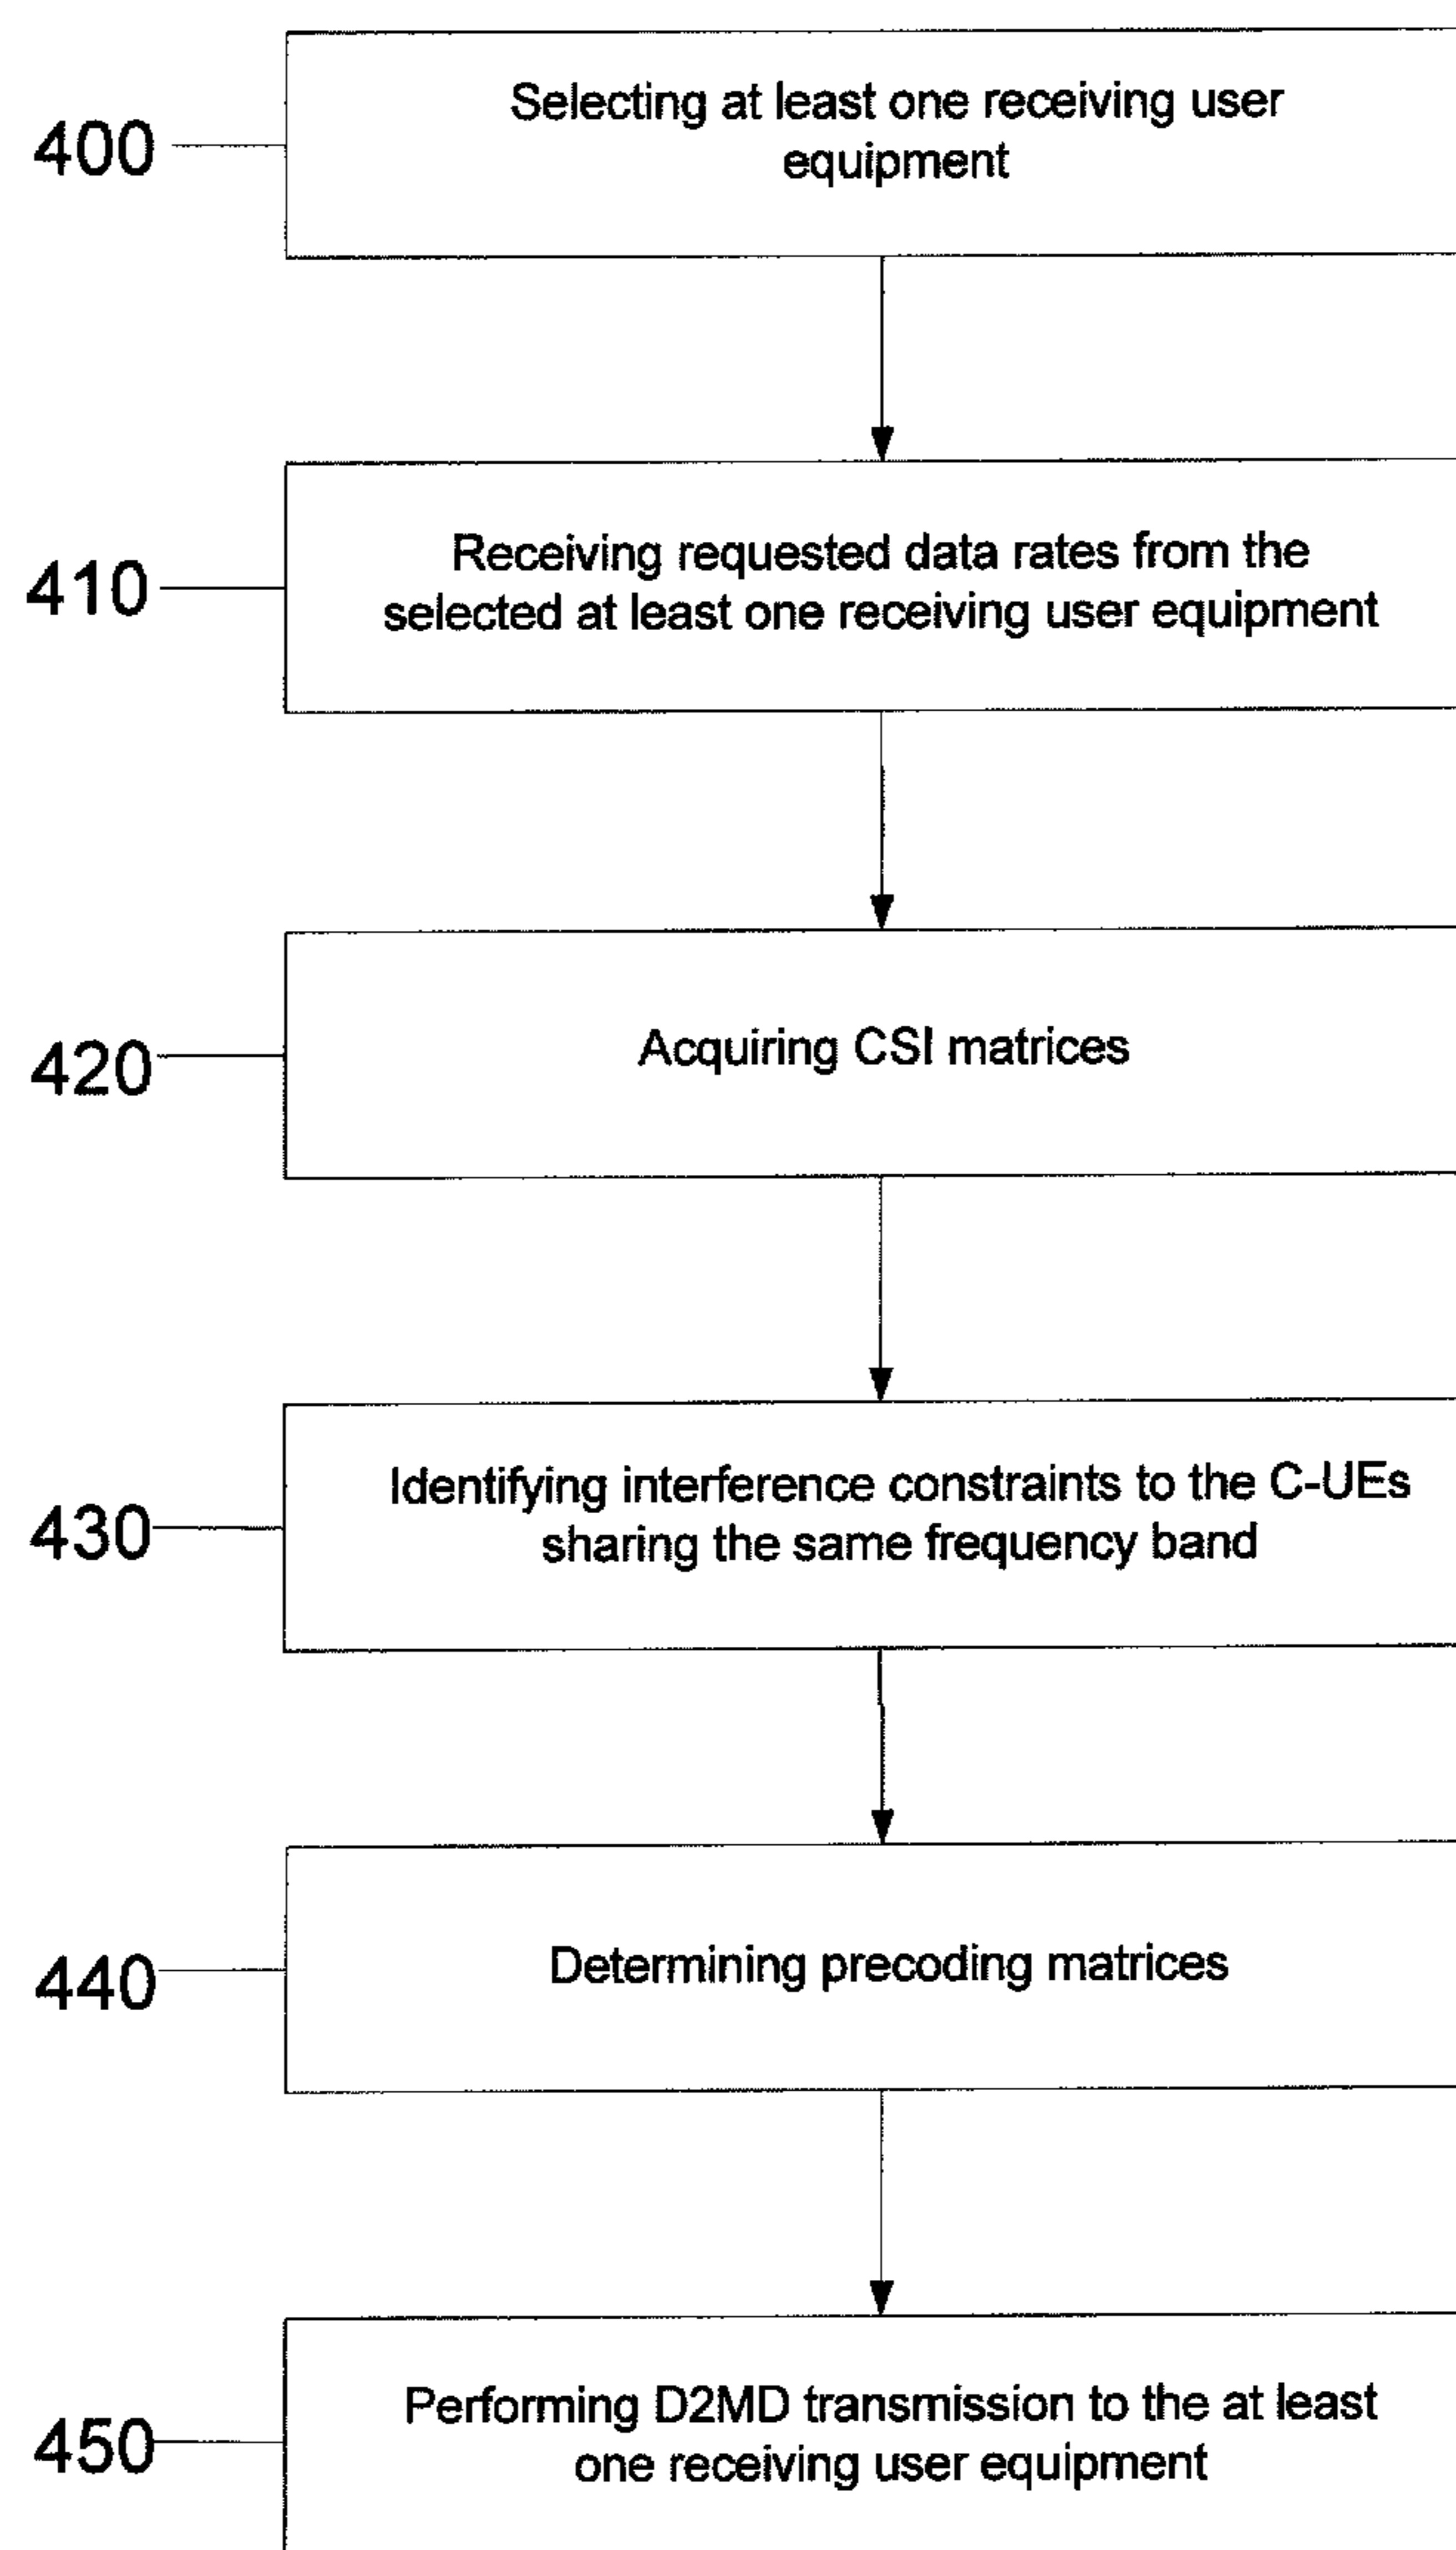 400
Selecting at least one receiving user
equipment
410
Receiving requested data rates from the
selected at least one receiving user equipment
420
Acquiring CSI matrices
430
Identifying interference constraints to the C-UEs
sharing the same frequency band
440
Determining precoding matrices
450
Performing D2MD transmission to the at least
one receiving user equipment